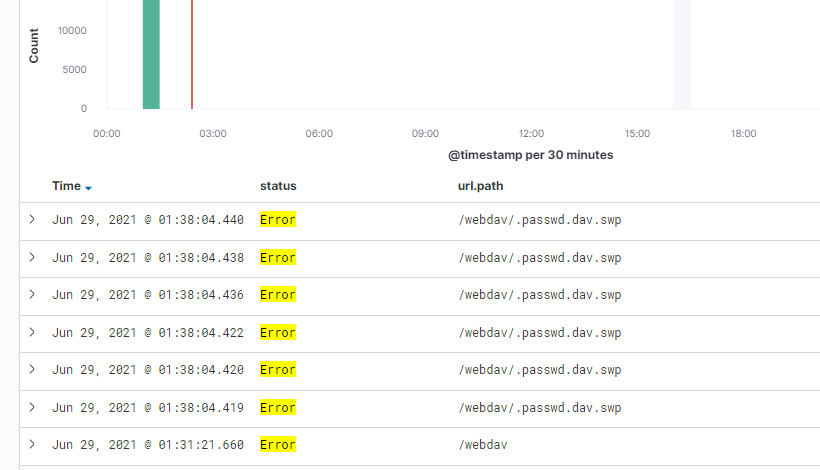 10000
Count
5000
0
00:00 03:00 06:00 09:00 12:00 15:00 18:00
@timestamp per 30 minutes
Time status url.path
Jun 29, 2021 @ 01:38:04.440 Error /webdav/.passwd.dav.swp
Jun 29, 2021 @ 01:38:04.438 Error /webdav/.passwd.dav.swp
Jun 29, 2021 @ 01:38:04.436 Error /webdav/.passwd.dav.swp
Jun 29, 2021 @ 01:38:04.422 Error /webdav/.passwd.dav.swp
Jun 29, 2021 @ 01:38:04.420 Error /webdav/.passwd.dav.swp
Jun 29, 2021 @ 01:38:04.419 Error /webdav/.passwd.dav.swp
Jun 29, 2021 @ 01:31:21.660 Error /webdav